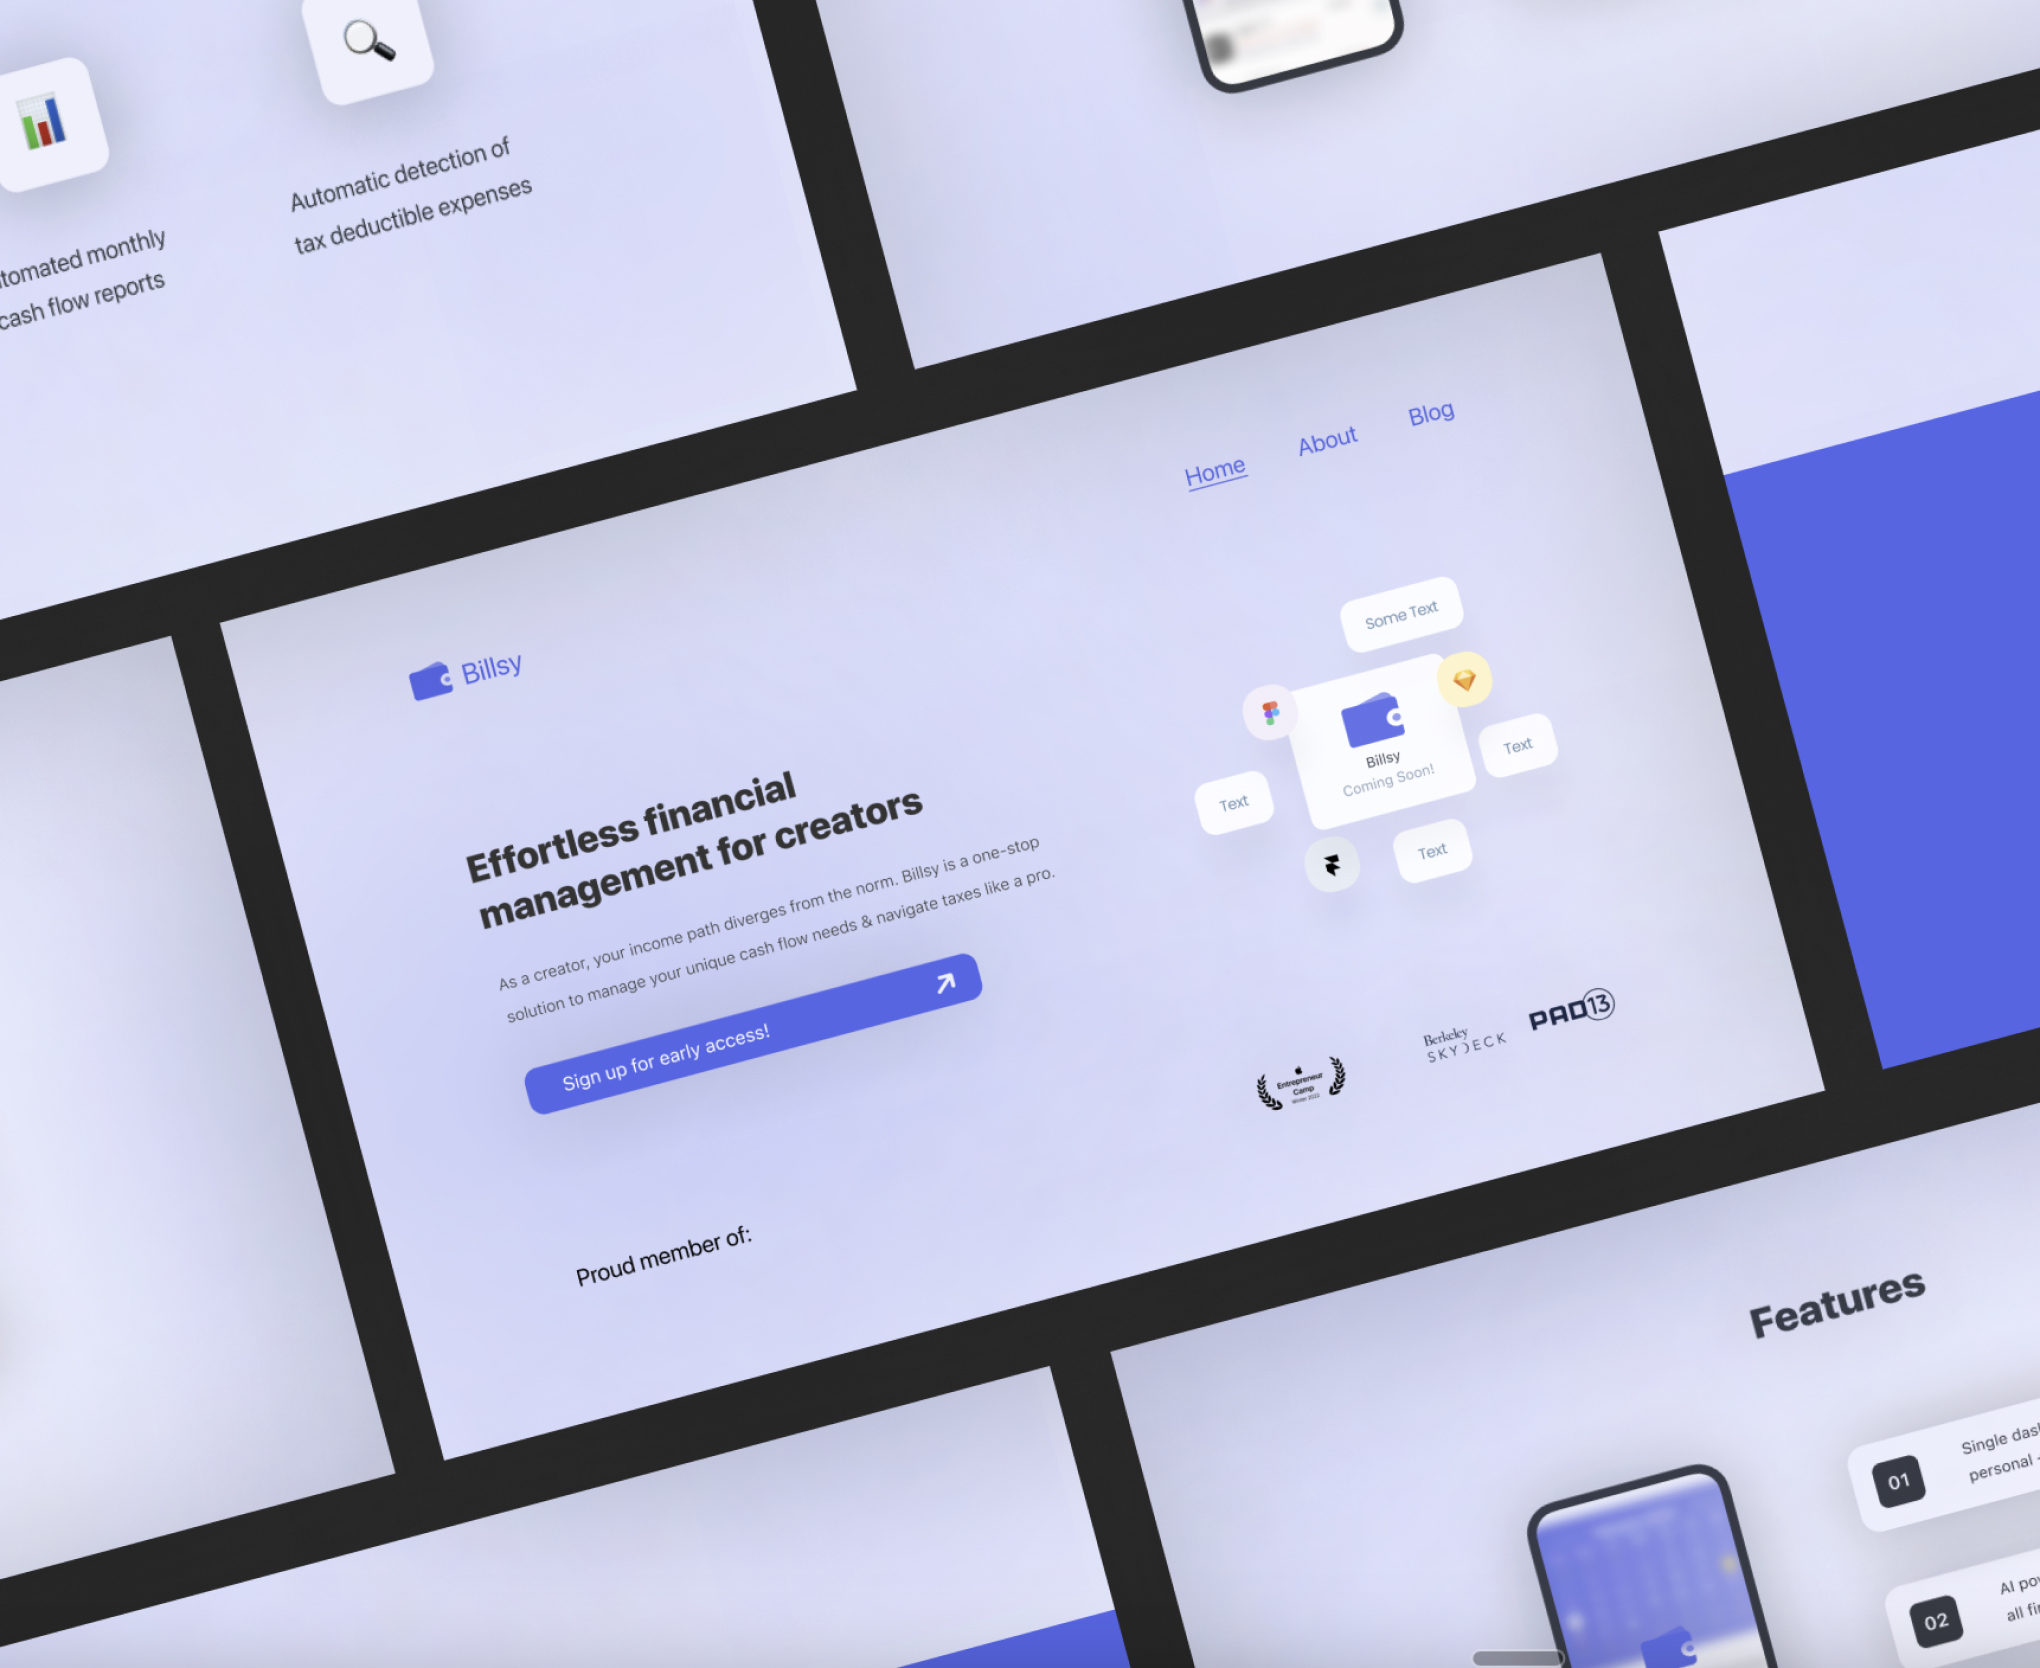 Automatic detection of
tax deductible expenses
tomated monthly
cash flow reports
Home
About
Blog
Billsy
Effortless financial
management for creators
As a creator, your income path diverges from the norm. Billsy is a one-stop
solution to manage your unique cash flow needs & navigate taxes like a pro.
Sign up for early access!
Some Text
Billsy
Coming Soon!
Text
Text
Text
Proud member of:
Entrepreneur
Camp
Berkeley
SKYDECK
PAD13
Features
01
Single das
personal
02
AI po
all fi